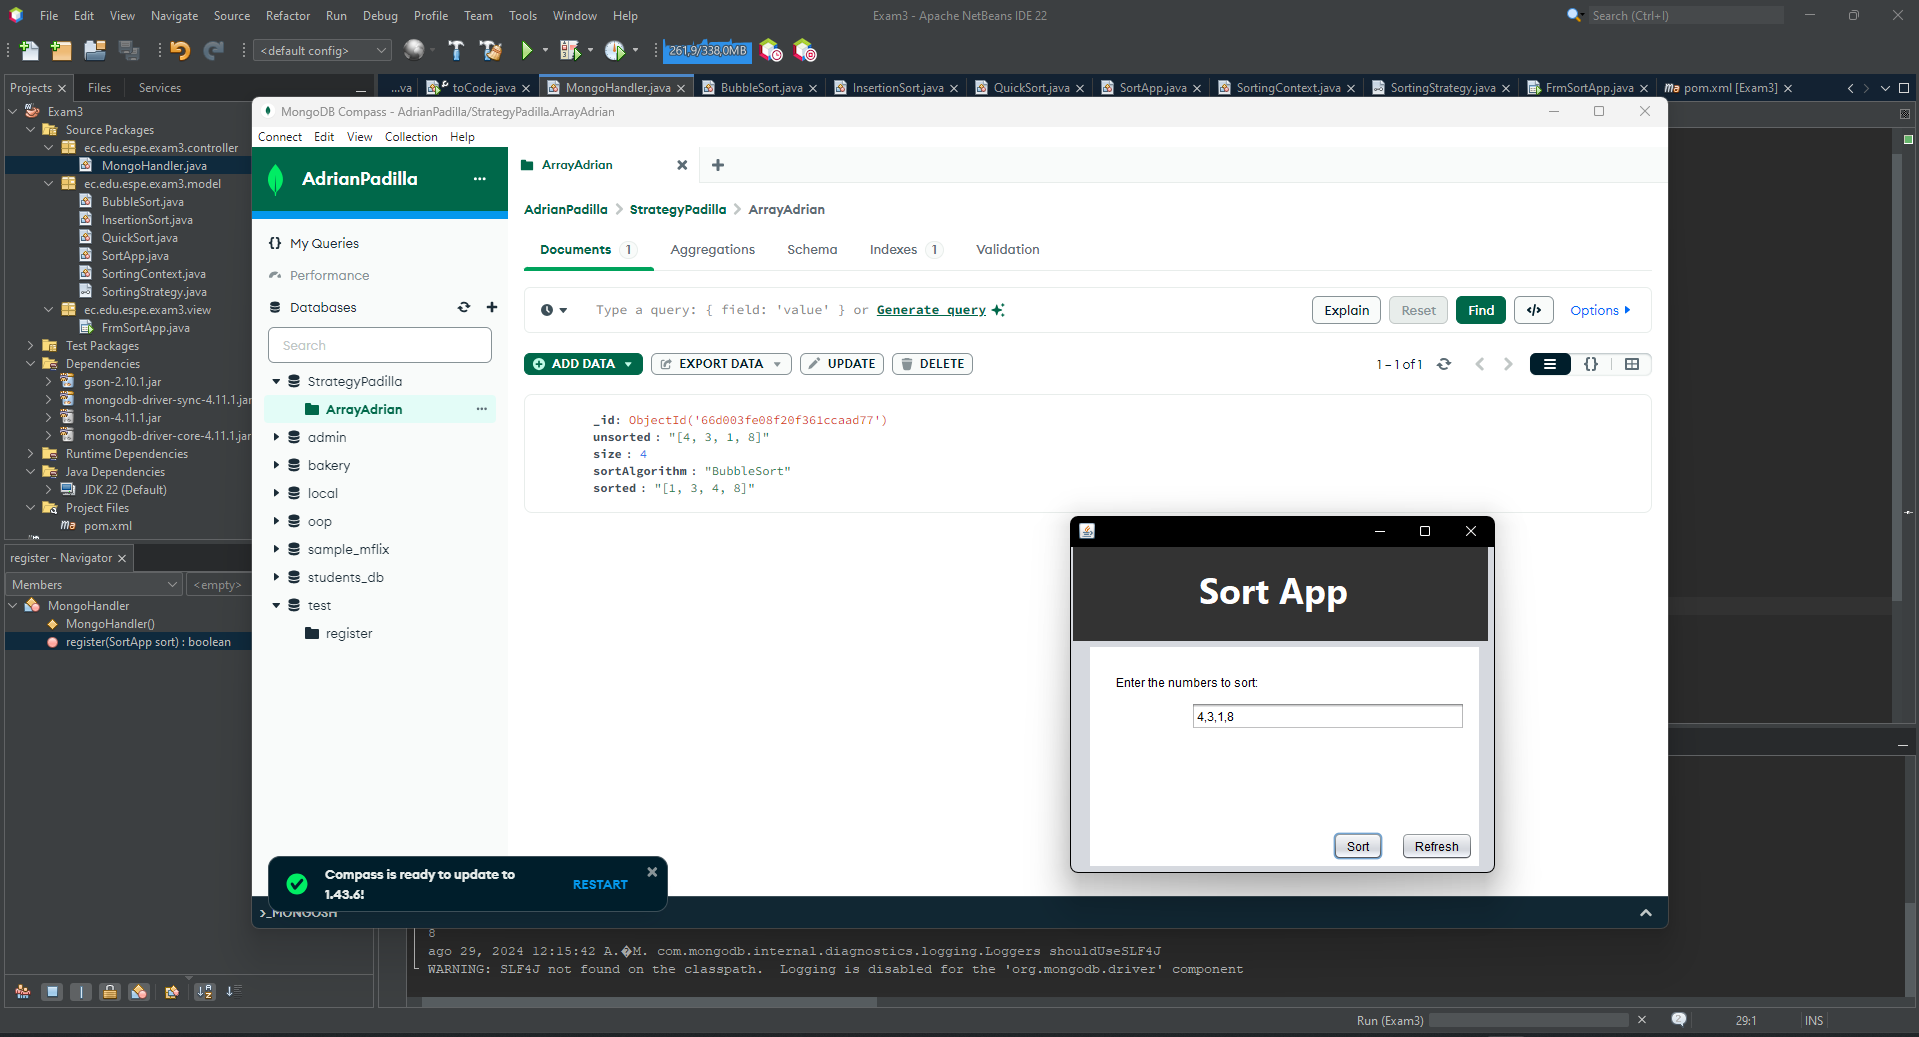 File Edit View Navigate Source Refactor Run Debug Profile Team Tools Window Help
Exam3 - Apache NetBeans IDE 22
Search (Ctrl+I)
<default config>
261,9/338,0MB
Projects Files Services
...va toCode.java MongoHandler.java BubbleSort.java InsertionSort.java QuickSort.java SortApp.java SortingContext.java SortingStrategy.java FrmSortApp.java pom.xml [Exam3]
Exam3
Source Packages
ec.edu.espe.exam3.controller
MongoHandler.java
ec.edu.espe.exam3.model
BubbleSort.java
InsertionSort.java
QuickSort.java
SortApp.java
SortingContext.java
SortingStrategy.java
ec.edu.espe.exam3.view
FrmSortApp.java
Test Packages
Dependencies
gson-2.10.1.jar
mongodb-driver-sync-4.11.1.jar
bson-4.11.1.jar
mongodb-driver-core-4.11.1.jar
Runtime Dependencies
Java Dependencies
JDK 22 (Default)
Project Files
pom.xml
register - Navigator
Members
<empty>
MongoHandler
MongoHandler()
register(SortApp sort) : boolean
MongoDB Compass - AdrianPadilla/StrategyPadilla.ArrayAdrian
Connect Edit View Collection Help
AdrianPadilla
My Queries
Performance
Databases
Search
StrategyPadilla
ArrayAdrian
admin
bakery
local
oop
sample_mflix
students_db
test
register
ArrayAdrian
AdrianPadilla > StrategyPadilla > ArrayAdrian
Documents 1 Aggregations Schema Indexes 1 Validation
Type a query: { field: 'value' } or Generate query
Explain Reset Find </> Options
ADD DATA EXPORT DATA UPDATE DELETE
1 – 1 of 1
_id: ObjectId('66d003fe08f20f361ccaad77')
unsorted : "[4, 3, 1, 8]"
size : 4
sortAlgorithm : "BubbleSort"
sorted : "[1, 3, 4, 8]"
Sort App
Enter the numbers to sort:
4,3,1,8
Sort Refresh
Compass is ready to update to
1.43.6!
RESTART
>_MONGOSH
8
ago 29, 2024 12:15:42 A.�M. com.mongodb.internal.diagnostics.logging.Loggers shouldUseSLF4J
WARNING: SLF4J not found on the classpath.  Logging is disabled for the 'org.mongodb.driver' component
Run (Exam3)
29:1
INS